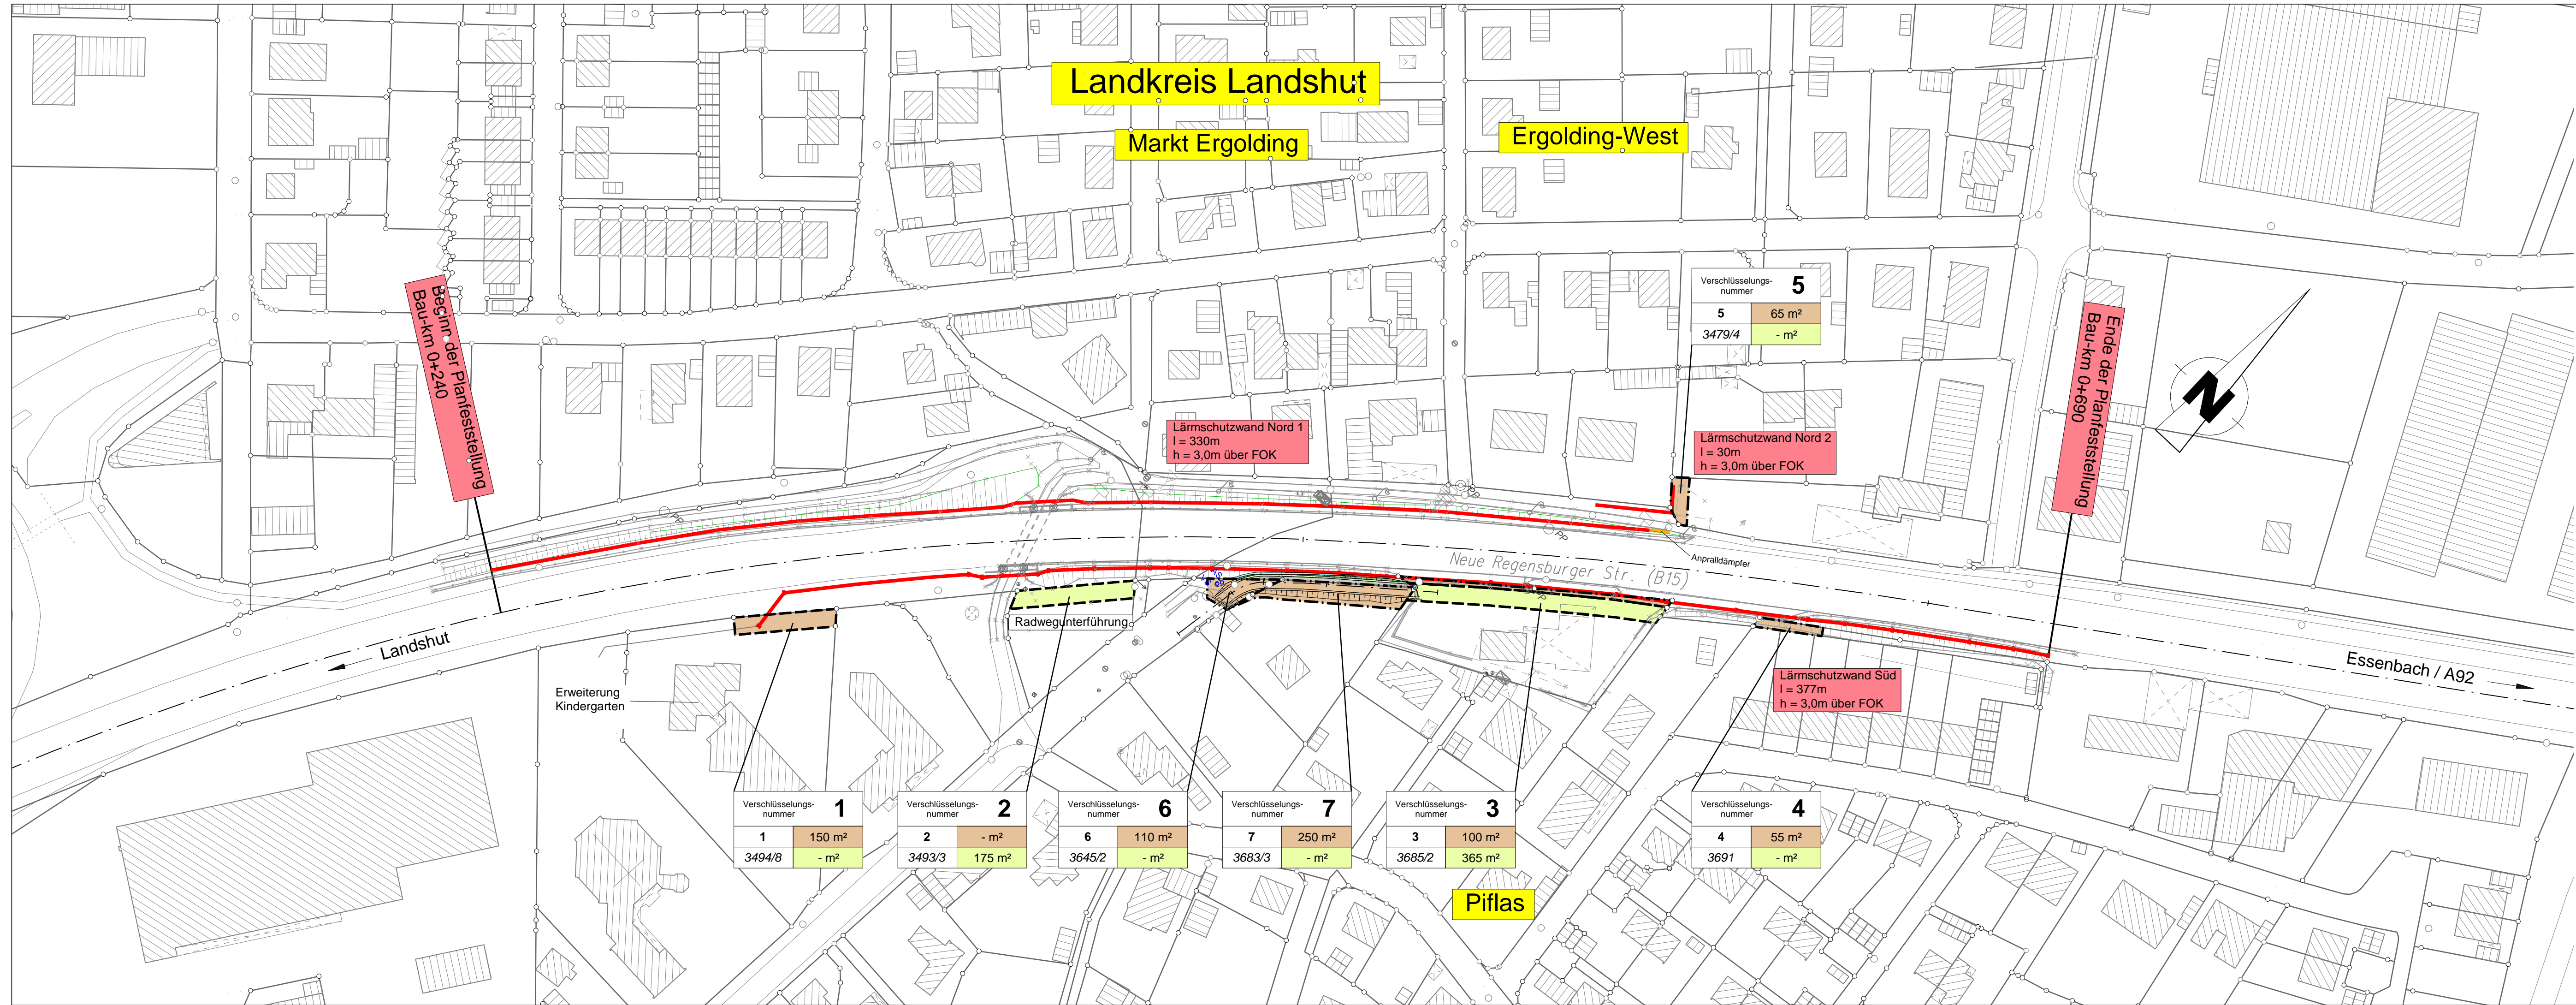 Landkreis Landshut
Markt Ergolding
Ergolding-West
Beginn der Planfeststellung
Bau-km 0+240
Ende der Planfeststellung
Bau-km 0+690
Verschlüsselungs-
nummer
5
5
65 m²
3479/4
- m²
N
Lärmschutzwand Nord 1
l = 330m
h = 3,0m über FOK
Lärmschutzwand Nord 2
l = 30m
h = 3,0m über FOK
Anpralldämpfer
Neue Regensburger Str. (B15)
Landshut
Radwegunterführung
Essenbach / A92
Erweiterung
Kindergarten
Lärmschutzwand Süd
l = 377m
h = 3,0m über FOK
Verschlüsselungs-
nummer
1
1
150 m²
3494/8
- m²
Verschlüsselungs-
nummer
2
2
- m²
3493/3
175 m²
Verschlüsselungs-
nummer
6
6
110 m²
3645/2
- m²
Verschlüsselungs-
nummer
7
7
250 m²
3683/3
- m²
Verschlüsselungs-
nummer
3
3
100 m²
3685/2
365 m²
Verschlüsselungs-
nummer
4
4
55 m²
3691
- m²
Piflas